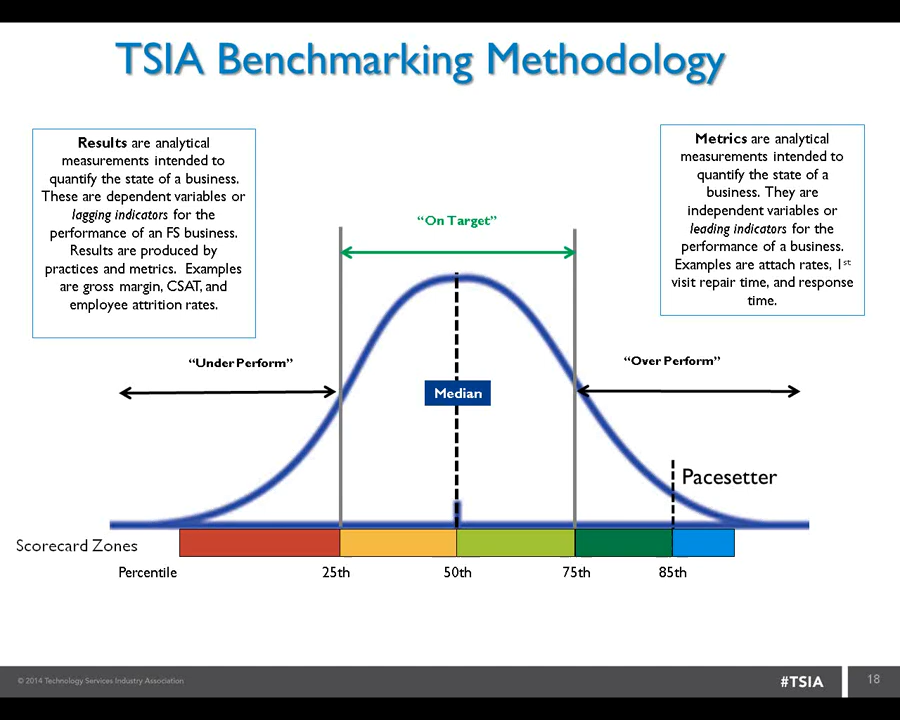 TSIA Benchmarking Methodology
Results are analytical
measurements intended to
quantify the state of a business.
These are dependent variables or
lagging indicators for the
performance of an FS business.
Results are produced by
practices and metrics. Examples
are gross margin, CSAT, and
employee attrition rates.
Metrics are analytical
measurements intended to
quantify the state of a
business. They are
independent variables or
leading indicators for the
performance of a business.
Examples are attach rates, 1st
visit repair time, and response
time.
“On Target”
“Under Perform”
“Over Perform”
Median
Pacesetter
Scorecard Zones
Percentile 25th 50th 75th 85th
© 2014 Technology Services Industry Association
#TSIA
18